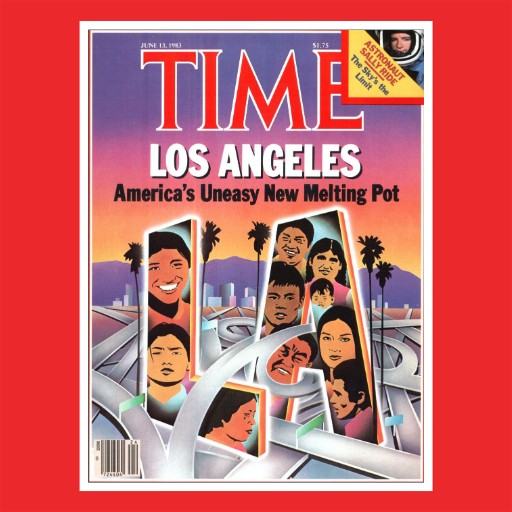 JUNE 13, 1983
$1.75
TIME
ASTRONAUT
SALLY RIDE
The Sky's the
Limit
LOS ANGELES
America's Uneasy New Melting Pot
LA